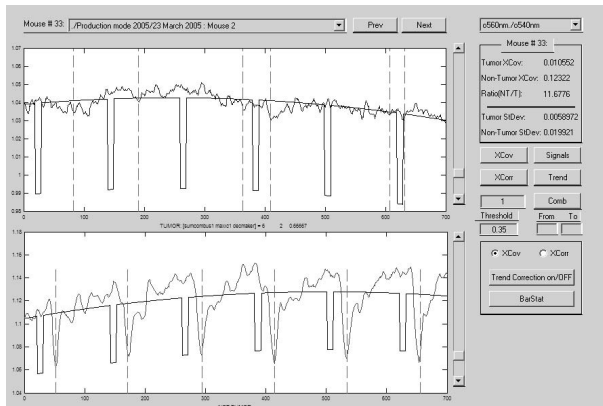 Mouse # 33: ./Production mode 2005/23 March 2005 : Mouse 2
Prev
Next
o560nm./o540nm
Mouse # 33:
Tumor XCov: 0.010552
Non-Tumor XCov: 0.12322
Ratio(NT/T): 11.6776
Tumor StDev: 0.0058972
Non-Tumor StDev: 0.019921
XCov
Signals
XCorr
Trend
1
Comb
Threshold
From
To
0.35
XCov
XCorr
Trend Correction on/OFF
BarStat
1.07
1.06
1.05
1.04
1.03
1.02
1.01
1
0.99
0.98
0 100 200 300 400 500 600 700
1.18
1.16
1.14
1.12
1.1
1.08
1.06
1.04
0 100 200 300 400 500 600 700